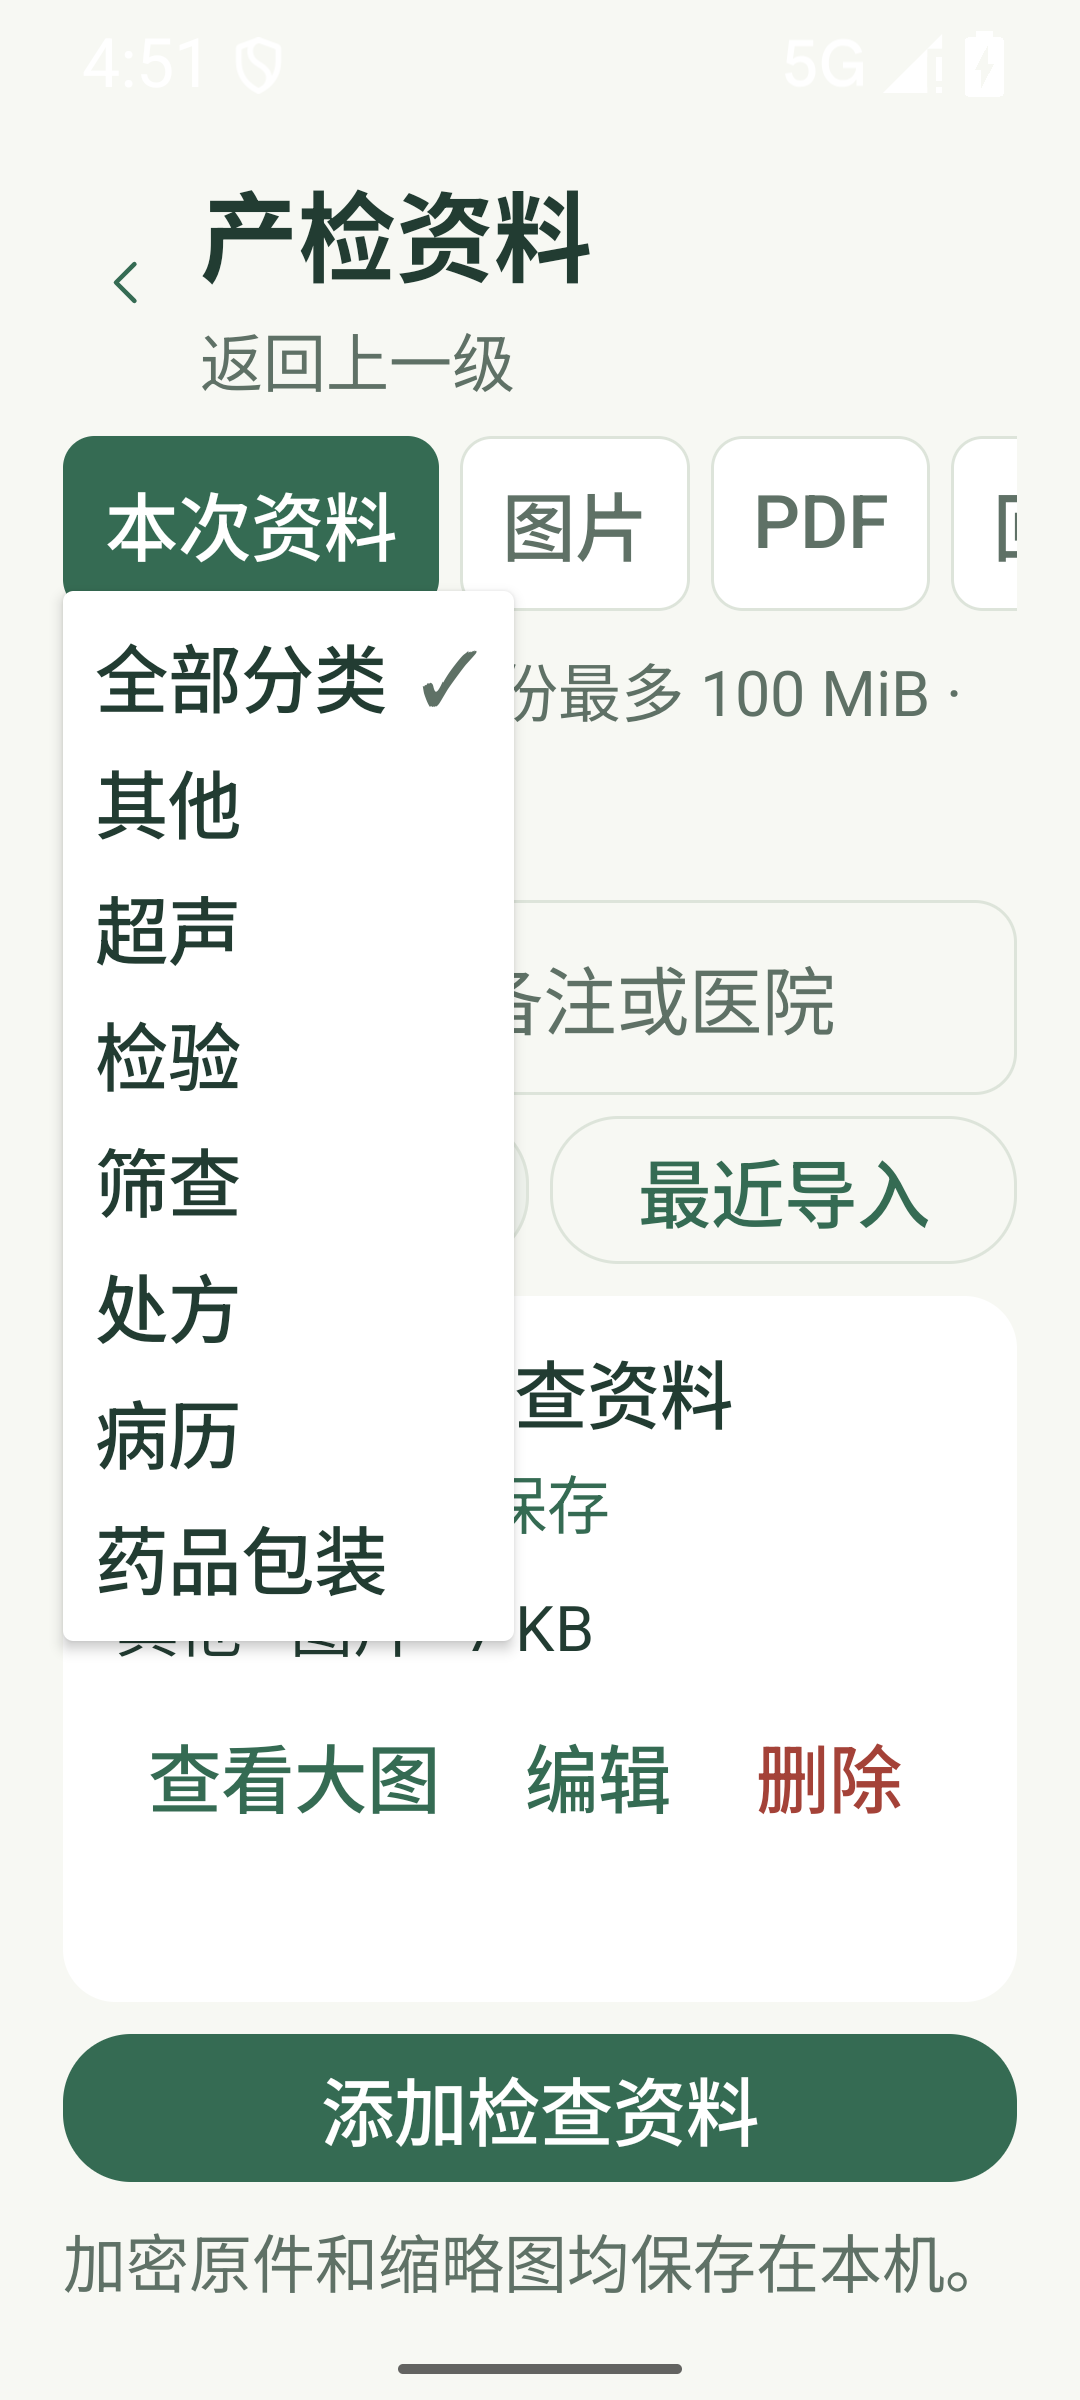 4:51
5G
产检资料
返回上一级
本次资料
图片
PDF
全部分类 ✓
份最多 100 MiB ·
其他
超声
注或医院
检验
筛查
最近导入
处方
查资料
病历
保存
药品包装
KB
查看大图
编辑
删除
添加检查资料
加密原件和缩略图均保存在本机。